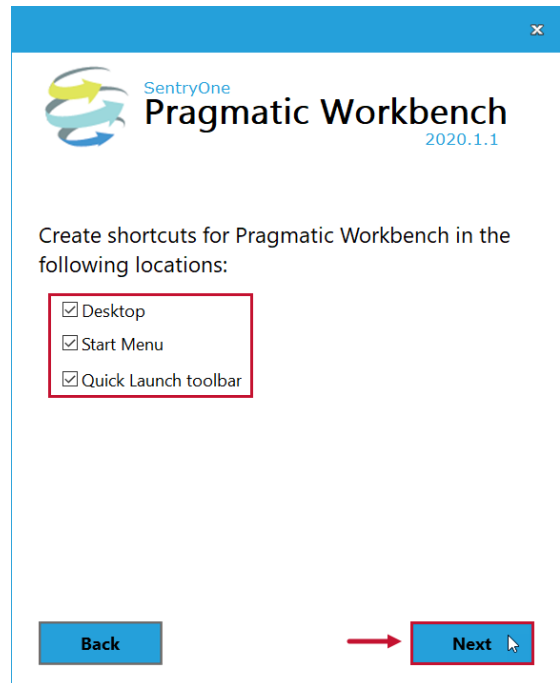 SentryOne
Pragmatic Workbench
2020.1.1
Create shortcuts for Pragmatic Workbench in the
following locations:
Desktop
Start Menu
Quick Launch toolbar
Back
Next